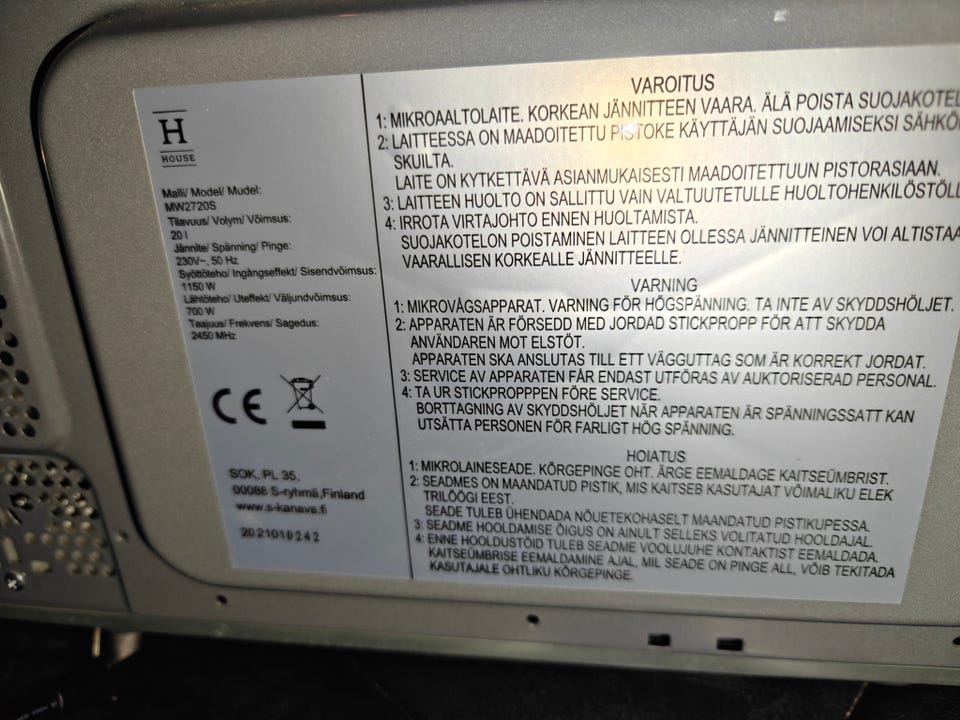 H
HOUSE
Malli/ Model/ Mudel:
MW2720S
Tilavuus/ Volym/ Võimsus:
20 l
Jännite/ Spänning/ Pinge:
230V~, 50 Hz
Syöttöteho/ Ingångseffekt/ Sisendvõimsus:
1150 W
Lähtöteho/ Uteffekt/ Väljundvõimsus:
700 W
Taajuus/ Frekvens/ Sagedus:
2450 MHz
CE
SOK, PL 35,
00088 S-ryhmä,Finland
www.s-kanava.fi
2021010242
VAROITUS
1: MIKROAALTOLAITE. KORKEAN JÄNNITTEEN VAARA. ÄLÄ POISTA SUOJAKOTEL
2: LAITTEESSA ON MAADOITETTU PISTOKE KÄYTTÄJÄN SUOJAAMISEKSI SÄHKÖI
SKUILTA.
LAITE ON KYTKETTÄVÄ ASIANMUKAISESTI MAADOITETTUUN PISTORASIAAN.
3: LAITTEEN HUOLTO ON SALLITTU VAIN VALTUUTETULLE HUOLTOHENKILÖSTÖLL
4: IRROTA VIRTAJOHTO ENNEN HUOLTAMISTA.
SUOJAKOTELON POISTAMINEN LAITTEEN OLLESSA JÄNNITTEINEN VOI ALTISTAA
VAARALLISEN KORKEALLE JÄNNITTEELLE.
VARNING
1: MIKROVÅGSAPPARAT. VARNING FÖR HÖGSPÄNNING. TA INTE AV SKYDDSHÖLJET.
2: APPARATEN ÄR FÖRSEDD MED JORDAD STICKPROPP FÖR ATT SKYDDA
ANVÄNDAREN MOT ELSTÖT.
APPARATEN SKA ANSLUTAS TILL ETT VÄGGUTTAG SOM ÄR KORREKT JORDAT.
3: SERVICE AV APPARATEN FÅR ENDAST UTFÖRAS AV AUKTORISERAD PERSONAL.
4: TA UR STICKPROPPPEN FÖRE SERVICE.
BORTTAGNING AV SKYDDSHÖLJET NÄR APPARATEN ÄR SPÄNNINGSSATT KAN
UTSÄTTA PERSONEN FÖR FARLIGT HÖG SPÄNNING.
HOIATUS
1: MIKROLAINESEADE. KÕRGEPINGE OHT. ÄRGE EEMALDAGE KAITSEÜMBRIST.
2: SEADMES ON MAANDATUD PISTIK, MIS KAITSEB KASUTAJAT VÕIMALIKU ELEK
TRILÖÖGI EEST.
SEADE TULEB ÜHENDADA NÕUETEKOHASELT MAANDATUD PISTIKUPESSA.
3: SEADME HOOLDAMISE ÕIGUS ON AINULT SELLEKS VOLITATUD HOOLDAJAL.
4: ENNE HOOLDUSTÖID TULEB SEADME VOOLUJUHE KONTAKTIST EEMALDADA.
KAITSEÜMBRISE EEMALDAMINE AJAL, MIL SEADE ON PINGE ALL, VÕIB TEKITADA
KASUTAJALE OHTLIKU KÕRGEPINGE.